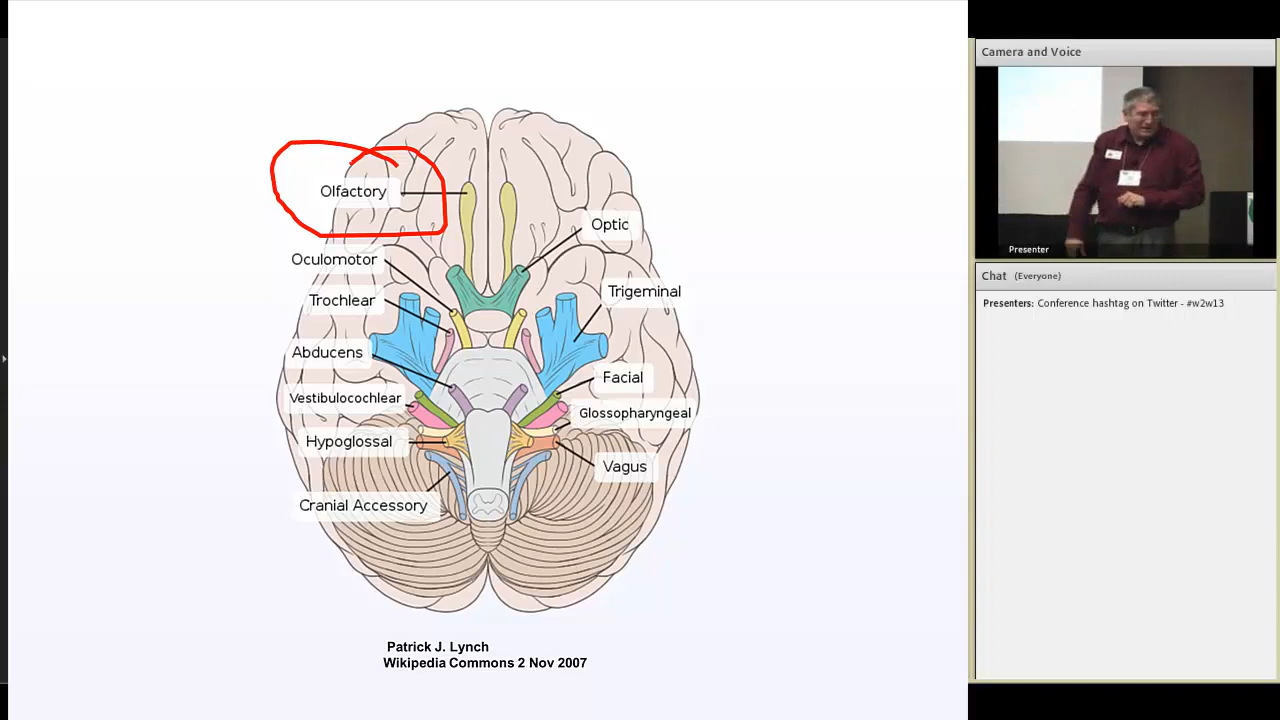 Olfactory
Optic
Oculomotor
Trigeminal
Trochlear
Abducens
Facial
Vestibulocochlear
Glossopharyngeal
Hypoglossal
Vagus
Cranial Accessory
Patrick J. Lynch
Wikipedia Commons 2 Nov 2007
Camera and Voice
Presenter
Chat (Everyone)
Presenters: Conference hashtag on Twitter - #w2w13